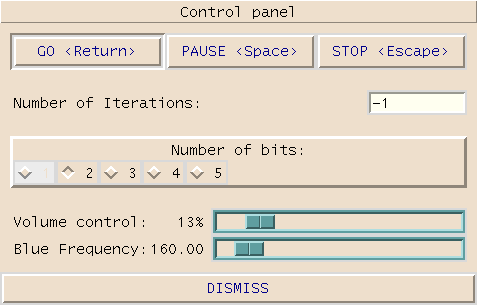 Control panel
GO <Return> PAUSE <Space> STOP <Escape>
Number of Iterations: -1
Number of bits:
1 2 3 4 5
Volume control: 13%
Blue Frequency: 160.00
DISMISS